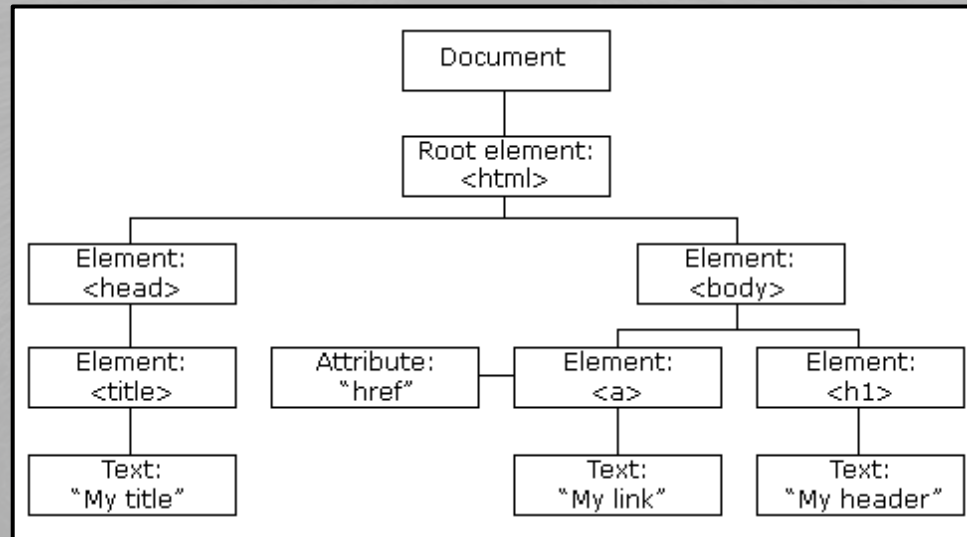 Document
Root element:
<html>
Element:
<head>
Element:
<body>
Element:
<title>
Attribute:
“href”
Element:
<a>
Element:
<h1>
Text:
“My title”
Text:
“My link”
Text:
“My header”